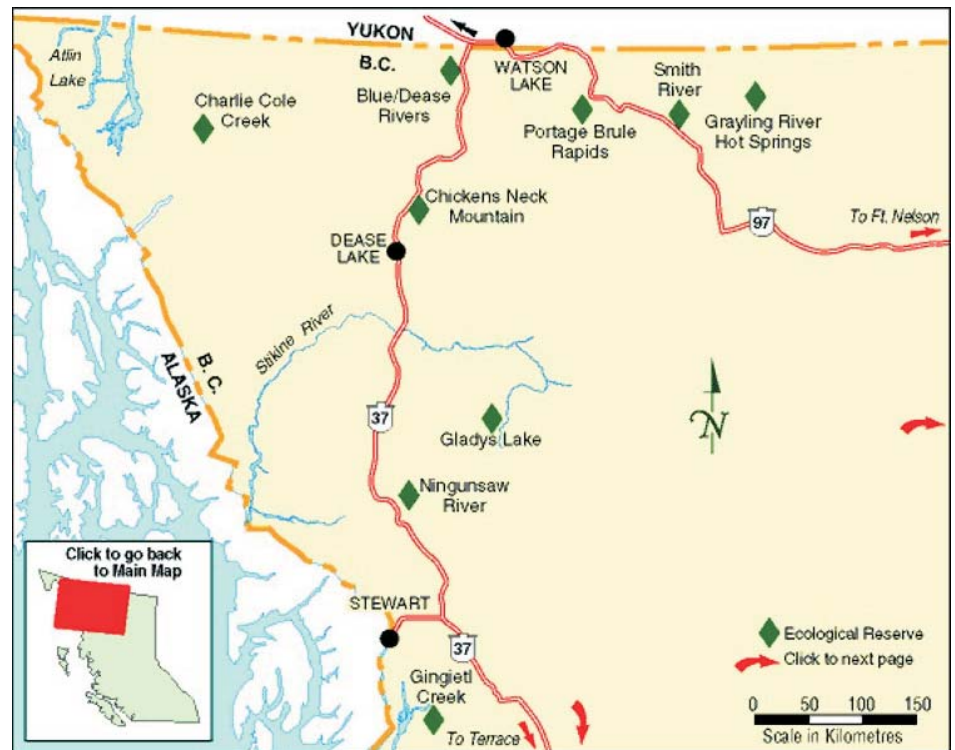 YUKON
B.C.
Atlin
Lake
WATSON
LAKE
Charlie Cole
Creek
Blue/Dease
Rivers
Portage Brule
Rapids
Smith
River
Grayling River
Hot Springs
Chickens Neck
Mountain
97
To Ft. Nelson
DEASE
LAKE
Stikine River
B.C.
ALASKA
37
N
Gladys Lake
Ningunsaw
River
Click to go back
to Main Map
STEWART
37
Gingietl
Creek
To Terrace
Ecological Reserve
Click to next page
0 50 100 150
Scale in Kilometres